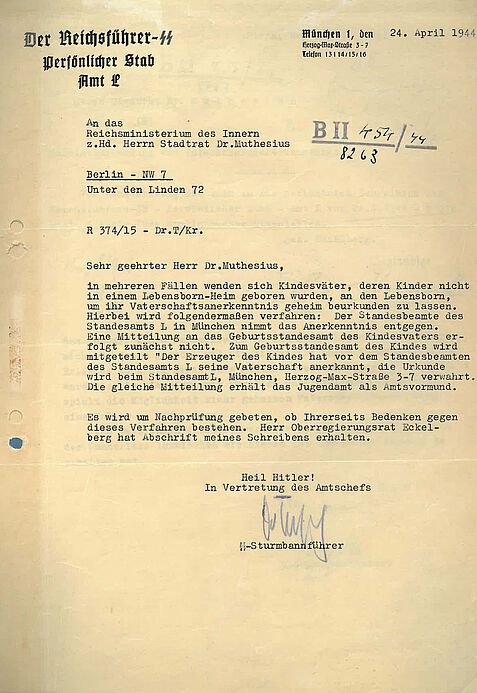 Der Reichsführer-SS
Persönlicher Stab
Amt L
München 1, den 24. April 1944
Herzog-Max-Straße 3-7
Telefon 13114/15/16
An das
Reichsministerium des Innern
z.Hd. Herrn Stadtrat Dr.Muthesius
B II 454/44
8263
Berlin - NW 7
Unter den Linden 72
R 374/15 - Dr.T/Kr.
Sehr geehrter Herr Dr.Muthesius,
in mehreren Fällen wenden sich Kindesväter, deren Kinder nicht
in einem Lebensborn-Heim geboren wurden, an den Lebensborn,
um ihr Vaterschaftsanerkenntnis geheim beurkunden zu lassen.
Hierbei wird folgendermaßen verfahren: Der Standesbeamte des
Standesamts L in München nimmt das Anerkenntnis entgegen.
Eine Mitteilung an das Geburtsstandesamt des Kindesvaters er-
folgt zunächst nicht. Zum Geburtsstandesamt des Kindes wird
mitgeteilt "Der Erzeuger des Kindes hat vor dem Standesbeamten
des Standesamts L seine Vaterschaft anerkannt, die Urkunde
wird beim Standesamt L, München, Herzog-Max-Straße 3-7 verwahrt.
Die gleiche Mitteilung erhält das Jugendamt als Amtsvormund.
Es wird um Nachprüfung gebeten, ob Ihrerseits Bedenken gegen
dieses Verfahren bestehen. Herr Oberregierungsrat Eckel-
berg hat Abschrift meines Schreibens erhalten.
Heil Hitler!
In Vertretung des Amtschefs
SS-Sturmbannführer